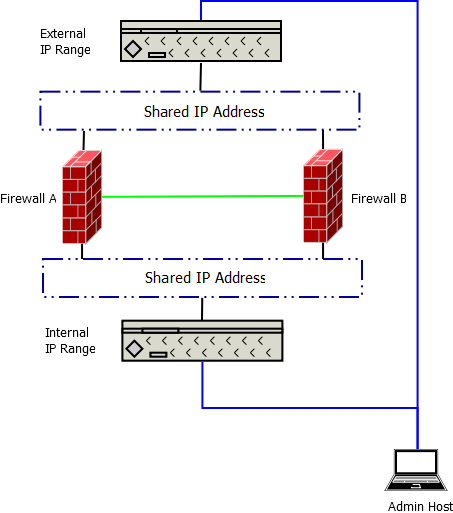 External
IP Range
Shared IP Address
Firewall A
Firewall B
Shared IP Address
Internal
IP Range
Admin Host